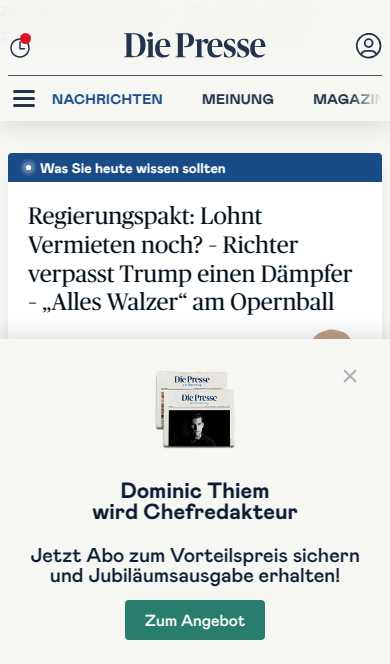 Die Presse
NACHRICHTEN MEINUNG MAGAZIN
Was Sie heute wissen sollten
Regierungspakt: Lohnt
Vermieten noch? – Richter
verpasst Trump einen Dämpfer
– „Alles Walzer“ am Opernball
Die Presse
Die Presse
Dominic Thiem
wird Chefredakteur
Jetzt Abo zum Vorteilspreis sichern
und Jubiläumsausgabe erhalten!
Zum Angebot